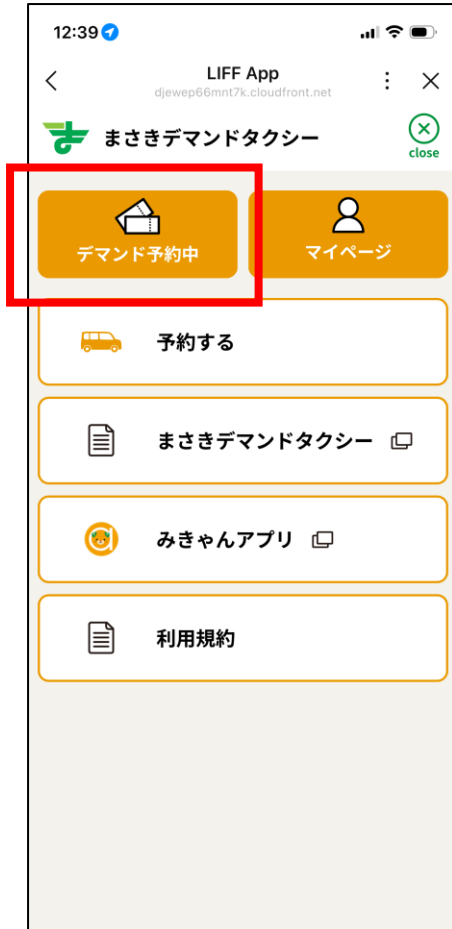 12:39
LIFF App
djewep66mnt7k.cloudfront.net
まさきデマンドタクシー
close
デマンド予約中
マイページ
予約する
まさきデマンドタクシー
みきゃんアプリ
利用規約